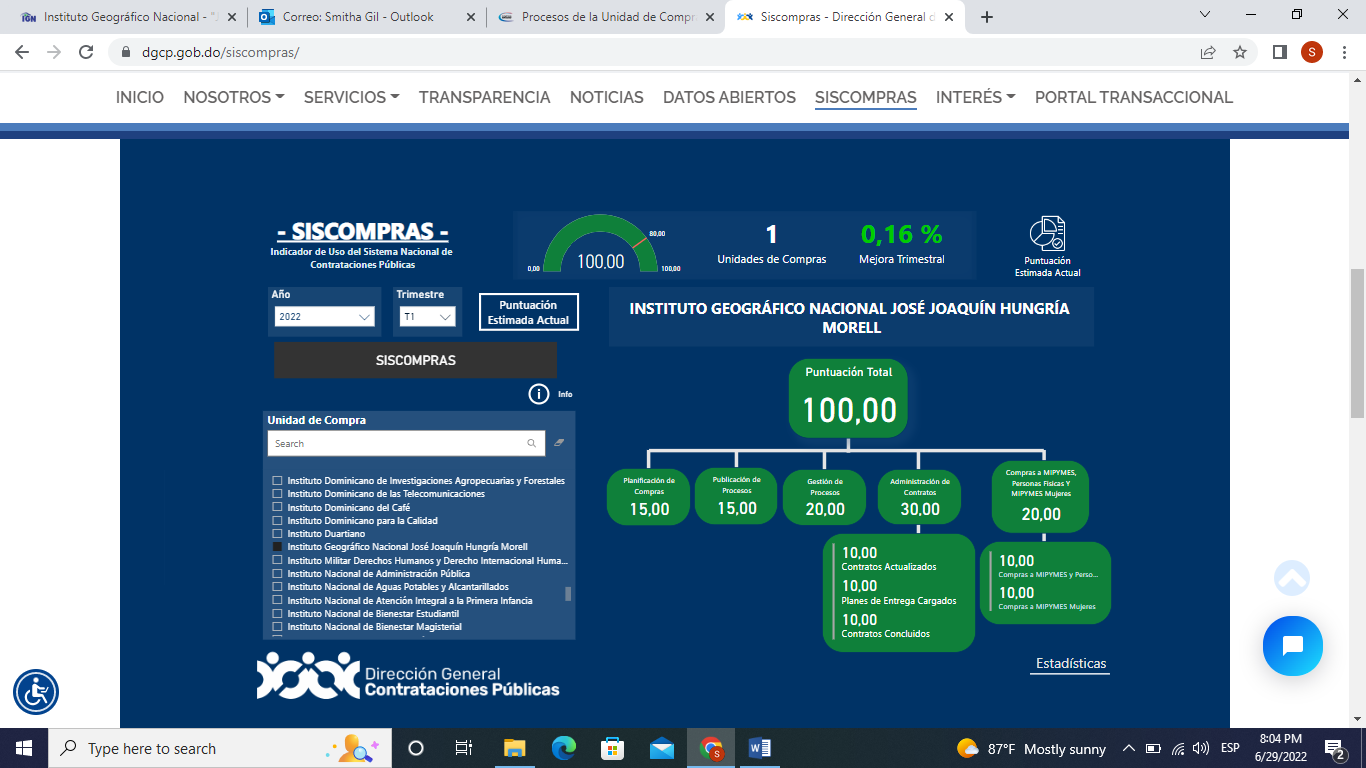 Instituto Geográfico Nacional - "J
Correo: Smitha Gil - Outlook
Procesos de la Unidad de Compr
Siscompras - Dirección General d
dgcp.gob.do/siscompras/
S
INICIO NOSOTROS SERVICIOS TRANSPARENCIA NOTICIAS DATOS ABIERTOS SISCOMPRAS INTERÉS PORTAL TRANSACCIONAL
- SISCOMPRAS -
Indicador de Uso del Sistema Nacional de
Contrataciones Públicas
0,00
100,00
80,00
100,00
1
Unidades de Compras
0,16 %
Mejora Trimestral
Puntuación
Estimada Actual
Año
2022
Trimestre
T1
Puntuación
Estimada Actual
SISCOMPRAS
Info
INSTITUTO GEOGRÁFICO NACIONAL JOSÉ JOAQUÍN HUNGRÍA
MORELL
Unidad de Compra
Search
Instituto Dominicano de Investigaciones Agropecuarias y Forestales
Instituto Dominicano de las Telecomunicaciones
Instituto Dominicano del Café
Instituto Dominicano para la Calidad
Instituto Duartiano
Instituto Geográfico Nacional José Joaquín Hungría Morell
Instituto Militar Derechos Humanos y Derecho Internacional Huma...
Instituto Nacional de Administración Pública
Instituto Nacional de Aguas Potables y Alcantarillados
Instituto Nacional de Atención Integral a la Primera Infancia
Instituto Nacional de Bienestar Estudiantil
Instituto Nacional de Bienestar Magisterial
Puntuación Total
100,00
Planificación de
Compras
15,00
Publicación de
Procesos
15,00
Gestión de
Procesos
20,00
Administración de
Contratos
30,00
Compras a MIPYMES,
Personas Físicas Y
MIPYMES Mujeres
20,00
10,00
Contratos Actualizados
10,00
Planes de Entrega Cargados
10,00
Contratos Concluidos
10,00
Compras a MIPYMES y Perso...
10,00
Compras a MIPYMES Mujeres
Dirección General
Contrataciones Públicas
Estadísticas
Type here to search
S
87°F Mostly sunny
ESP
8:04 PM
6/29/2022
2